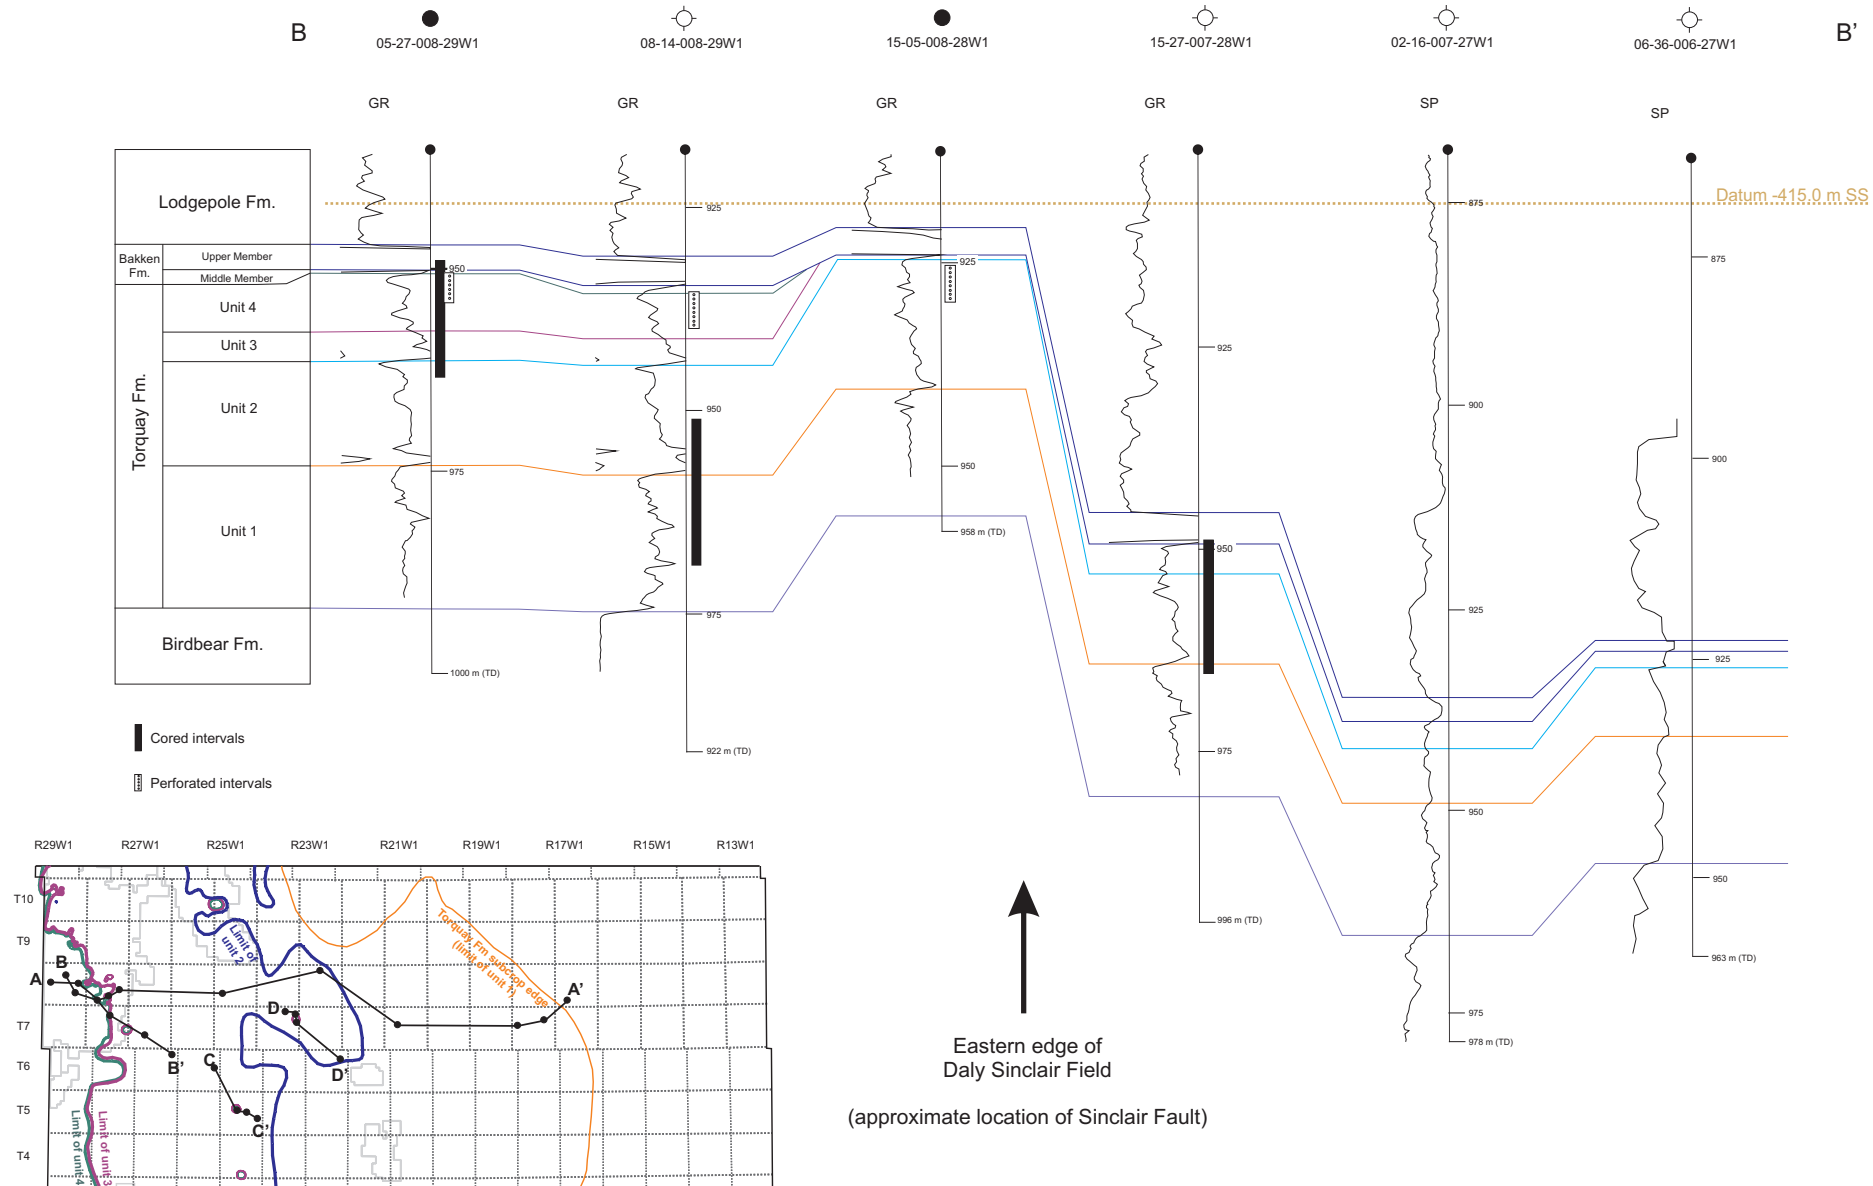 B
B’
05-27-008-29W1
08-14-008-29W1
15-05-008-28W1
15-27-007-28W1
02-16-007-27W1
06-36-006-27W1
GR
GR
GR
GR
SP
SP
Lodgepole Fm.
Datum -415.0 m SS
Bakken
Fm.
Upper Member
Middle Member
Torquay Fm.
Unit 4
Unit 3
Unit 2
Unit 1
Birdbear Fm.
950
975
1000 m (TD)
925
950
975
922 m (TD)
925
950
958 m (TD)
925
950
975
996 m (TD)
875
900
925
950
975
978 m (TD)
875
900
925
950
963 m (TD)
Cored intervals
Perforated intervals
R29W1
R27W1
R25W1
R23W1
R21W1
R19W1
R17W1
R15W1
R13W1
T10
T9
T7
T6
T5
T4
A
B
B'
C
C'
D
D'
A'
Limit of
unit 2
Torquay Fm subcrop edge
(limit of unit 1)
Limit of unit 4
Limit of unit 3
Eastern edge of
Daly Sinclair Field
(approximate location of Sinclair Fault)